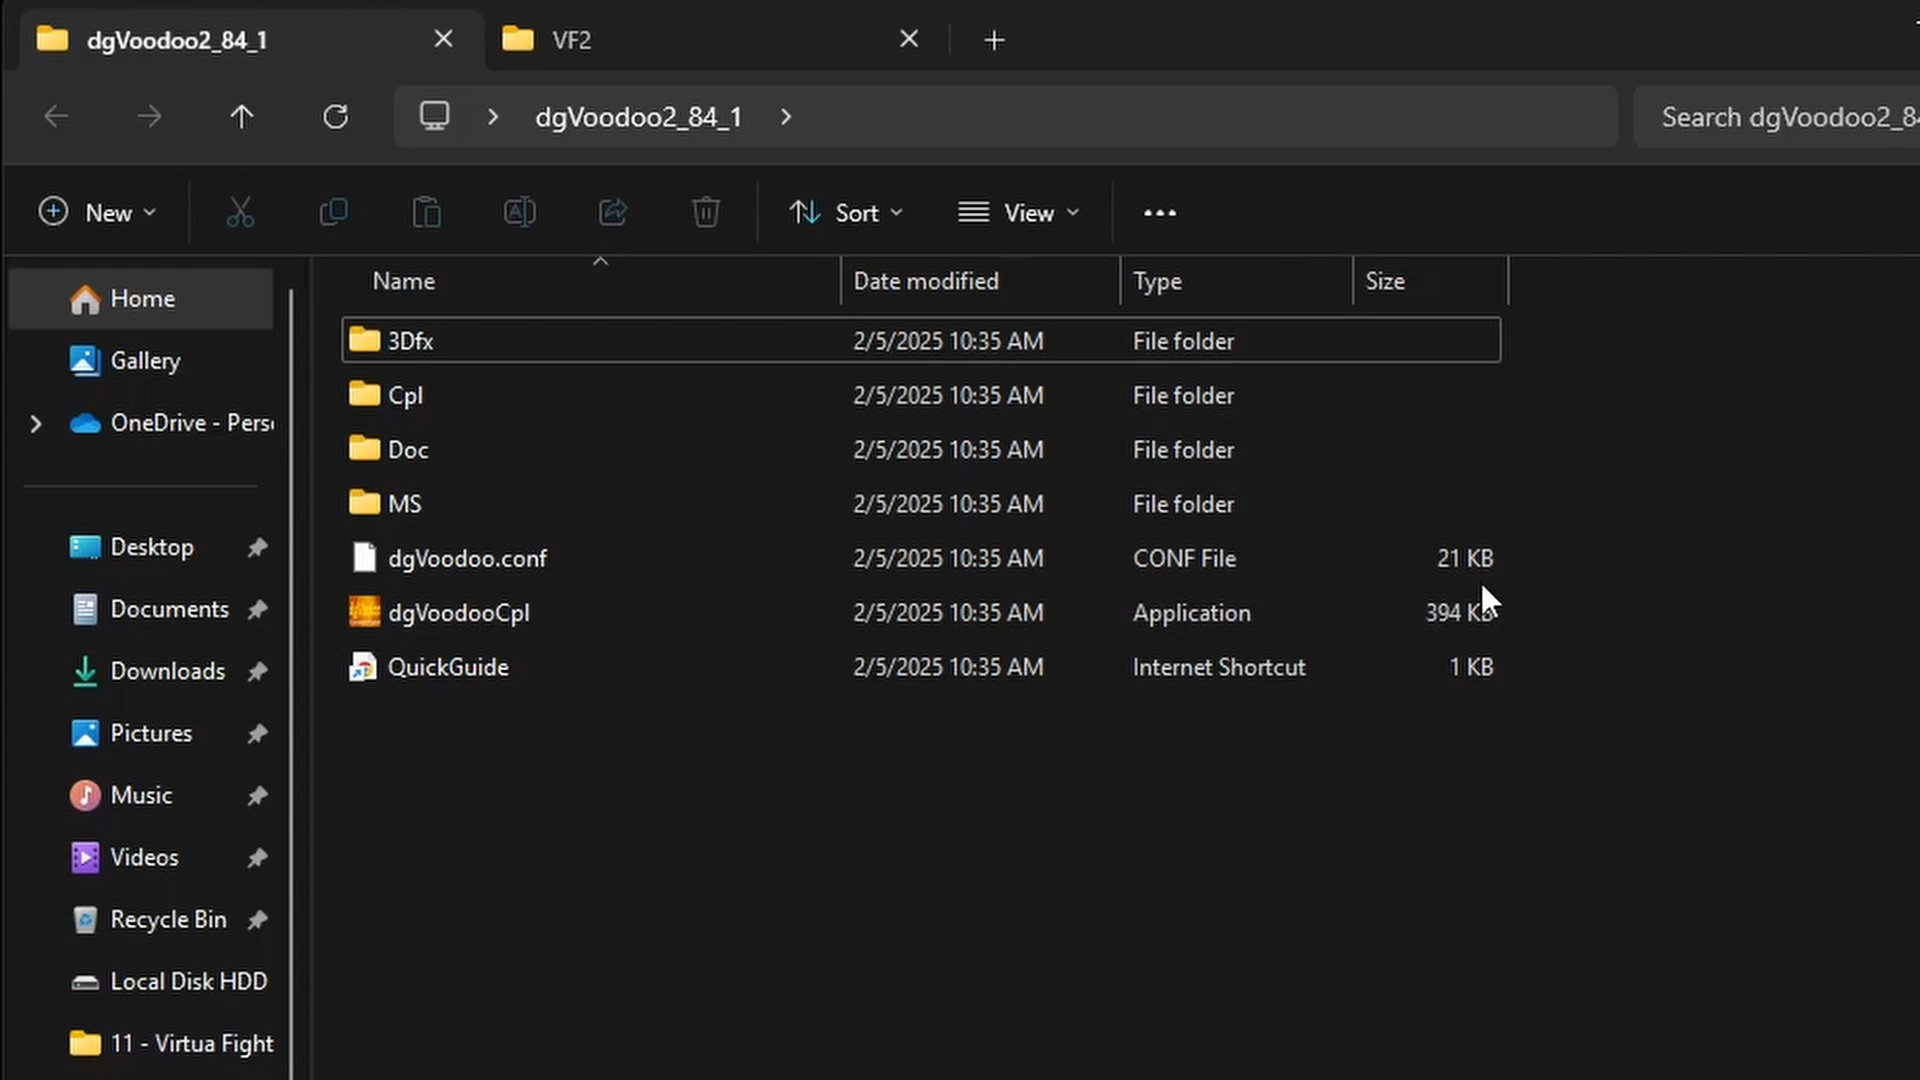 dgVoodoo2_84_1
VF2
dgVoodoo2_84_1
Search dgVoodoo2_84
New
Sort
View
Name
Date modified
Type
Size
3Dfx 2/5/2025 10:35 AM File folder
Cpl 2/5/2025 10:35 AM File folder
Doc 2/5/2025 10:35 AM File folder
MS 2/5/2025 10:35 AM File folder
dgVoodoo.conf 2/5/2025 10:35 AM CONF File 21 KB
dgVoodooCpl 2/5/2025 10:35 AM Application 394 KB
QuickGuide 2/5/2025 10:35 AM Internet Shortcut 1 KB
Home
Gallery
OneDrive - Pers
Desktop
Documents
Downloads
Pictures
Music
Videos
Recycle Bin
Local Disk HDD
11 - Virtua Fight